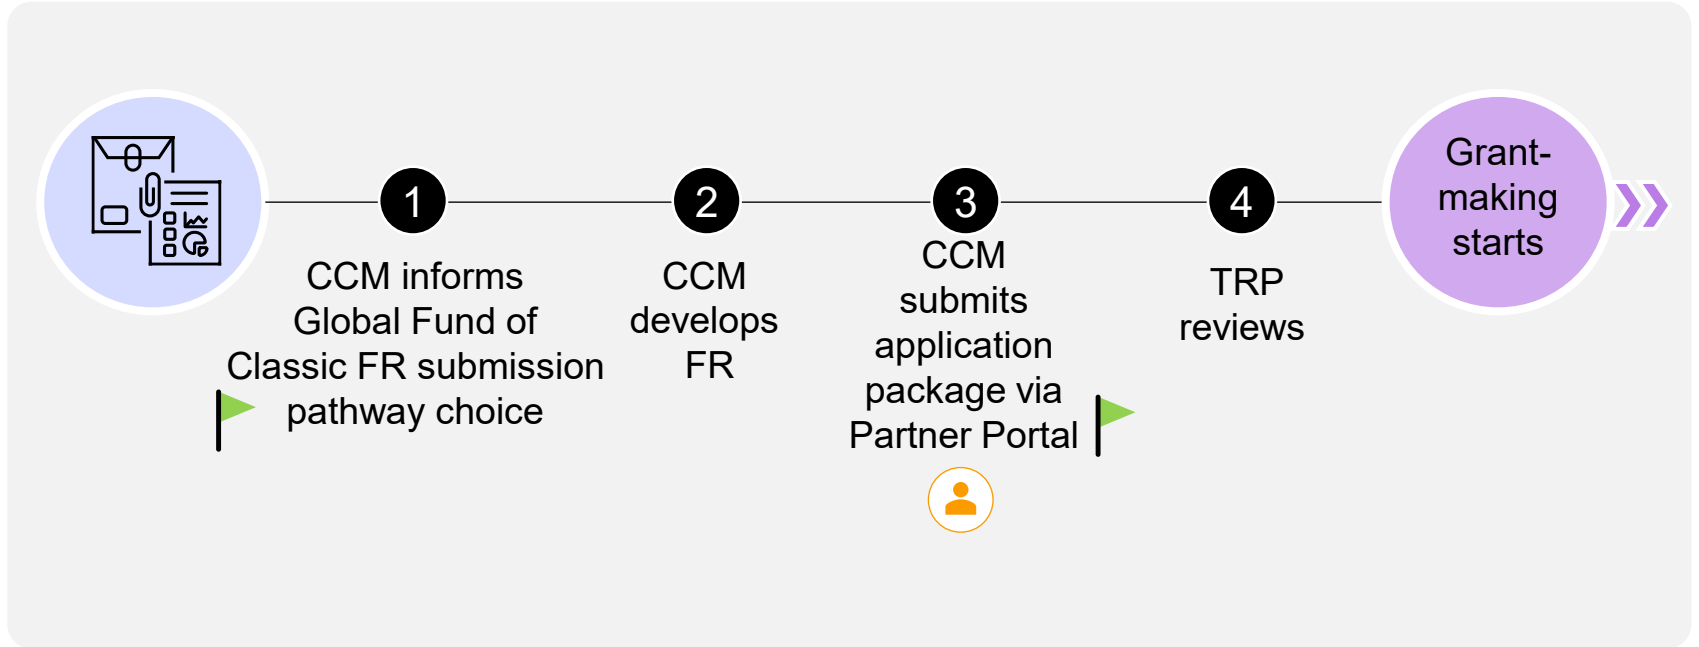 1
CCM informs
Global Fund of
Classic FR submission
pathway choice
2
CCM
develops
FR
3
CCM
submits
application
package via
Partner Portal
4
TRP
reviews
Grant-
making
starts